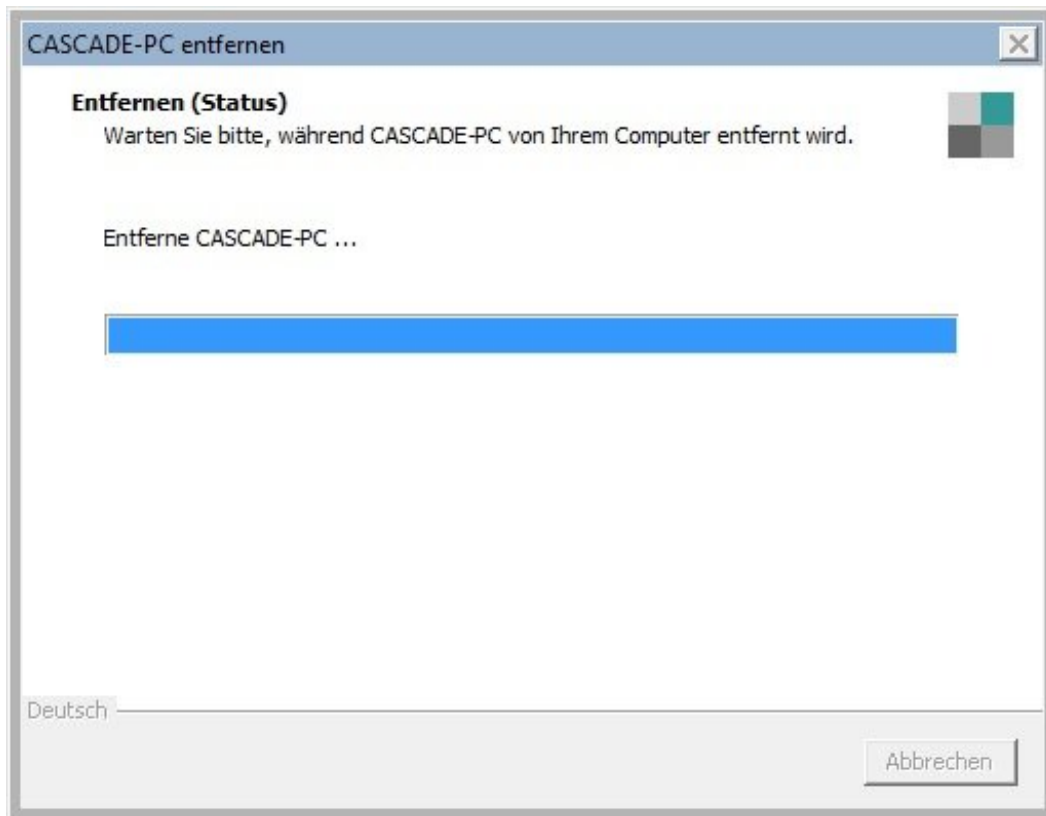 CASCADE-PC entfernen
Entfernen (Status)
Warten Sie bitte, während CASCADE-PC von Ihrem Computer entfernt wird.
Entferne CASCADE-PC ...
Deutsch
Abbrechen